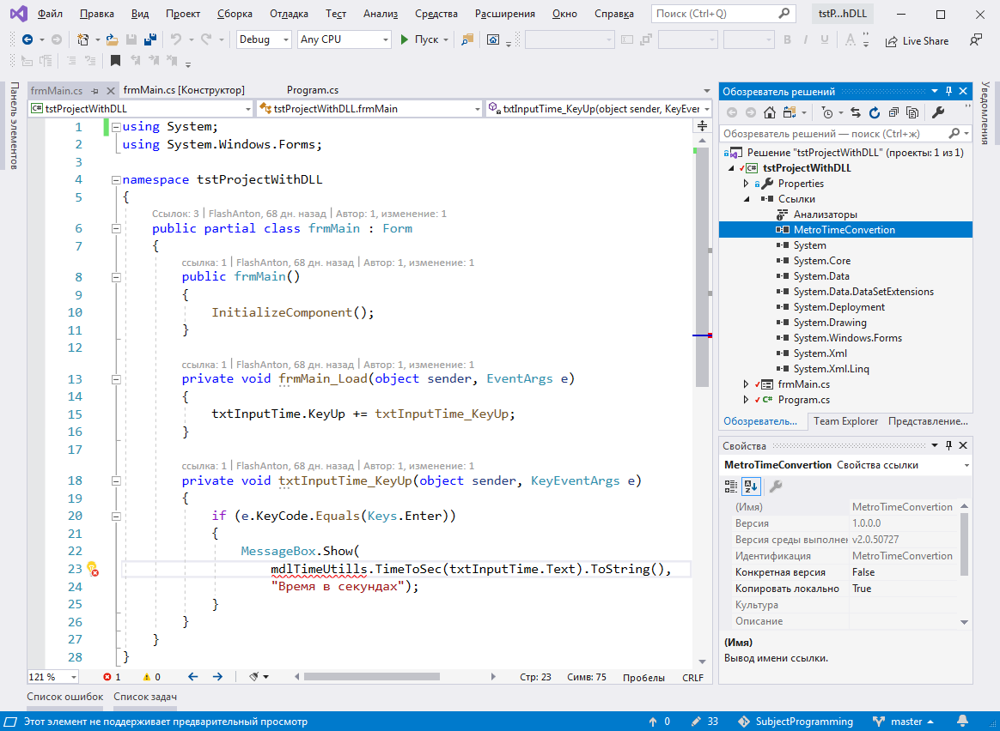 Файл Правка Вид Проект Сборка Отладка Тест Анализ Средства Расширения Окно Справка Поиск (Ctrl+Q) tstP...hDLL
Debug Any CPU Пуск Live Share
Панель элементов
frmMain.cs frmMain.cs [Конструктор] Program.cs
tstProjectWithDLL tstProjectWithDLL.frmMain txtInputTime_KeyUp(object sender, KeyEver
1 using System;
2 using System.Windows.Forms;
3
4 namespace tstProjectWithDLL
5 {
Ссылок: 3 | FlashAnton, 68 дн. назад | Автор: 1, изменение: 1
6 public partial class frmMain : Form
7 {
ссылка: 1 | FlashAnton, 68 дн. назад | Автор: 1, изменение: 1
8 public frmMain()
9 {
10 InitializeComponent();
11 }
12
ссылка: 1 | FlashAnton, 68 дн. назад | Автор: 1, изменение: 1
13 private void frmMain_Load(object sender, EventArgs e)
14 {
15 txtInputTime.KeyUp += txtInputTime_KeyUp;
16 }
17
ссылка: 1 | FlashAnton, 68 дн. назад | Автор: 1, изменение: 1
18 private void txtInputTime_KeyUp(object sender, KeyEventArgs e)
19 {
20 if (e.KeyCode.Equals(Keys.Enter))
21 {
22 MessageBox.Show(
23 mdlTimeUtills.TimeToSec(txtInputTime.Text).ToString(),
24 "Время в секундах");
25 }
26 }
27 }
28 }
121 % 1 0 Стр: 23 Симв: 75 Пробелы CRLF
Список ошибок Список задач
Обозреватель решений
Обозреватель решений — поиск (Ctrl+ж)
Решение "tstProjectWithDLL" (проекты: 1 из 1)
C# tstProjectWithDLL
Properties
Ссылки
Анализаторы
MetroTimeConvertion
System
System.Core
System.Data
System.Data.DataSetExtensions
System.Deployment
System.Drawing
System.Windows.Forms
System.Xml
System.Xml.Linq
frmMain.cs
C# Program.cs
Обозреватель... Team Explorer Представление...
Свойства
MetroTimeConvertion Свойства ссылки
(Имя) MetroTimeConvertion
Версия 1.0.0.0
Версия среды выполнен v2.0.50727
Идентификация MetroTimeConvertion
Конкретная версия False
Копировать локально True
Культура
Описание
(Имя)
Вывод имени ссылки.
Уведомления
Этот элемент не поддерживает предварительный просмотр 0 33 SubjectProgramming master